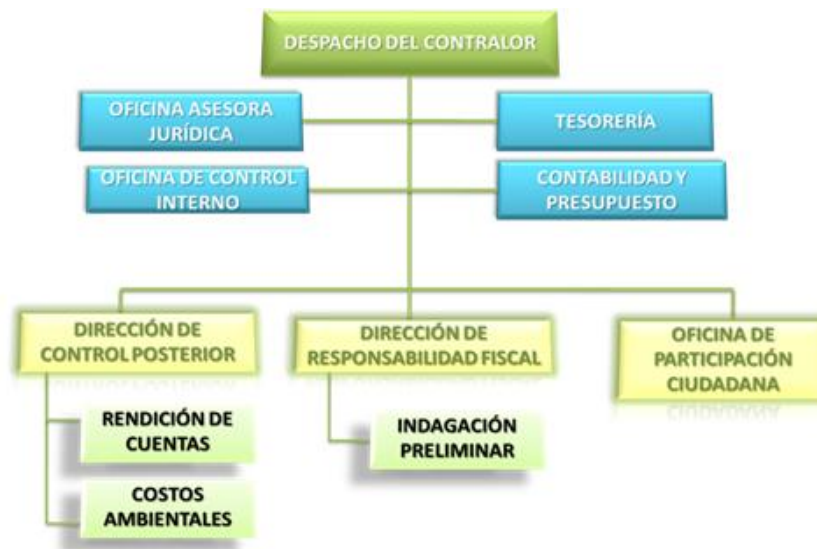 DESPACHO DEL CONTRALOR
OFICINA ASESORA
JURÍDICA
TESORERÍA
OFICINA DE CONTROL
INTERNO
CONTABILIDAD Y
PRESUPUESTO
DIRECCIÓN DE
CONTROL POSTERIOR
DIRECCIÓN DE
RESPONSABILIDAD FISCAL
OFICINA DE
PARTICIPACIÓN
CIUDADANA
RENDICIÓN DE
CUENTAS
INDAGACIÓN
PRELIMINAR
COSTOS
AMBIENTALES